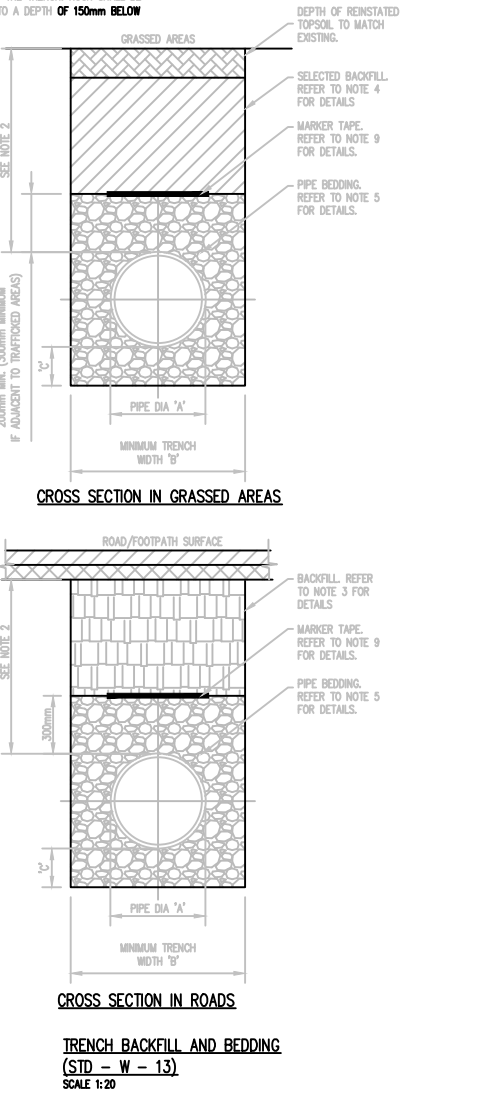 TO A DEPTH OF 150mm BELOW
DEPTH OF REINSTATED
TOPSOIL TO MATCH
EXISTING.
GRASSED AREAS
SELECTED BACKFILL.
REFER TO NOTE 4
FOR DETAILS
MARKER TAPE.
REFER TO NOTE 9
FOR DETAILS.
PIPE BEDDING.
REFER TO NOTE 5
FOR DETAILS.
SEE NOTE 2
200mm MIN. (300mm MINIMUM
IF ADJACENT TO TRAFFICKED AREAS)
'C'
PIPE DIA 'A'
MINIMUM TRENCH
WIDTH 'B'
CROSS SECTION IN GRASSED AREAS
ROAD/FOOTPATH SURFACE
BACKFILL. REFER
TO NOTE 3 FOR
DETAILS
MARKER TAPE.
REFER TO NOTE 9
FOR DETAILS.
PIPE BEDDING.
REFER TO NOTE 5
FOR DETAILS.
SEE NOTE 2
300mm
'C'
PIPE DIA 'A'
MINIMUM TRENCH
WIDTH 'B'
CROSS SECTION IN ROADS
TRENCH BACKFILL AND BEDDING
(STD - W - 13)
SCALE 1:20